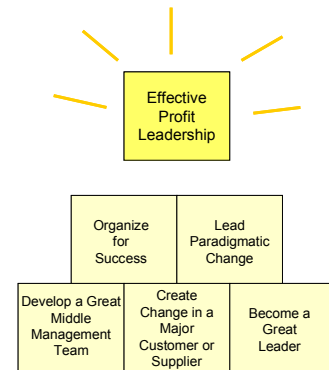 Effective
Profit
Leadership
Organize
for
Success
Lead
Paradigmatic
Change
Develop a Great
Middle
Management
Team
Create
Change in a
Major
Customer or
Supplier
Become a
Great
Leader